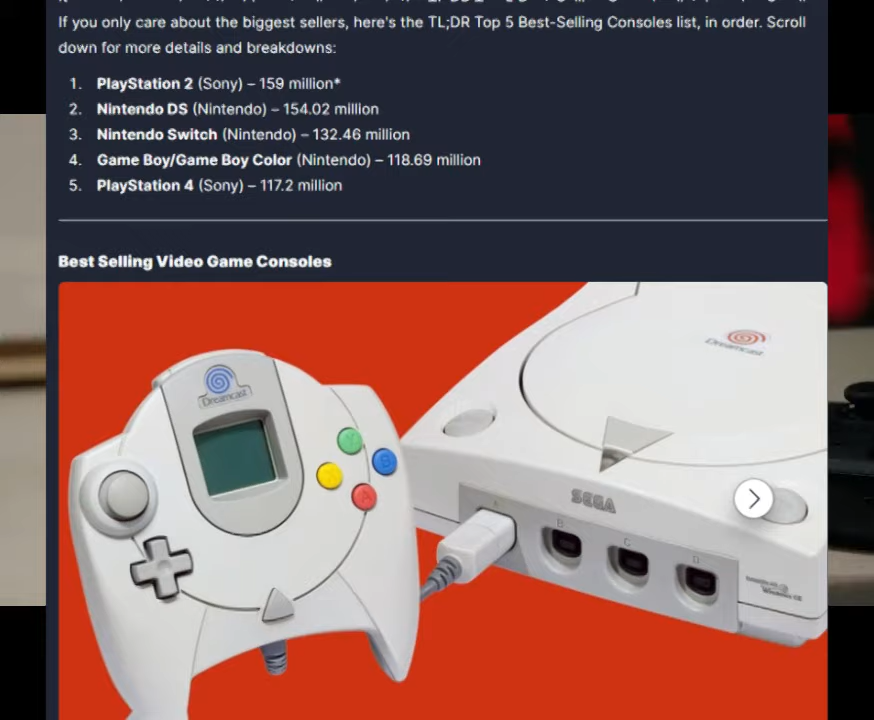 If you only care about the biggest sellers, here's the TL;DR Top 5 Best-Selling Consoles list, in order. Scroll
down for more details and breakdowns:
1. PlayStation 2 (Sony) – 159 million*
2. Nintendo DS (Nintendo) – 154.02 million
3. Nintendo Switch (Nintendo) – 132.46 million
4. Game Boy/Game Boy Color (Nintendo) – 118.69 million
5. PlayStation 4 (Sony) – 117.2 million
Best Selling Video Game Consoles
Dreamcast
Dreamcast
Y
X
B
A
SEGA
A
B
C
D
Windows CE